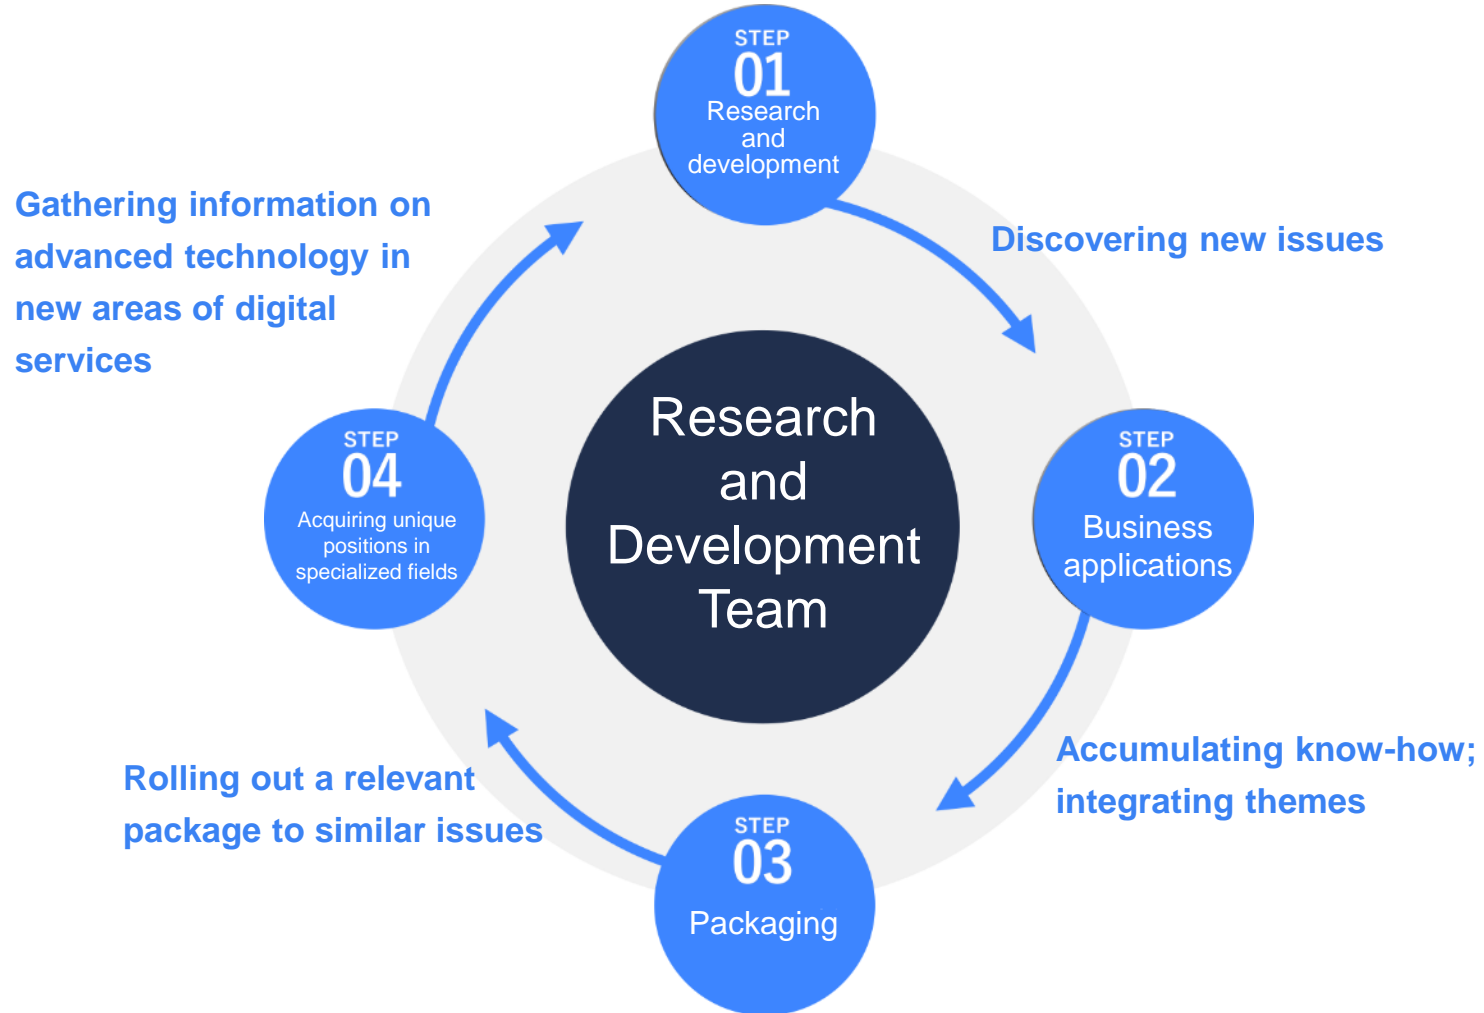 STEP
01
Research
and
development
Discovering new issues
STEP
02
Business
applications
Accumulating know-how;
integrating themes
STEP
03
Packaging
Rolling out a relevant
package to similar issues
STEP
04
Acquiring unique
positions in
specialized fields
Gathering information on
advanced technology in
new areas of digital
services
Research
and
Development
Team